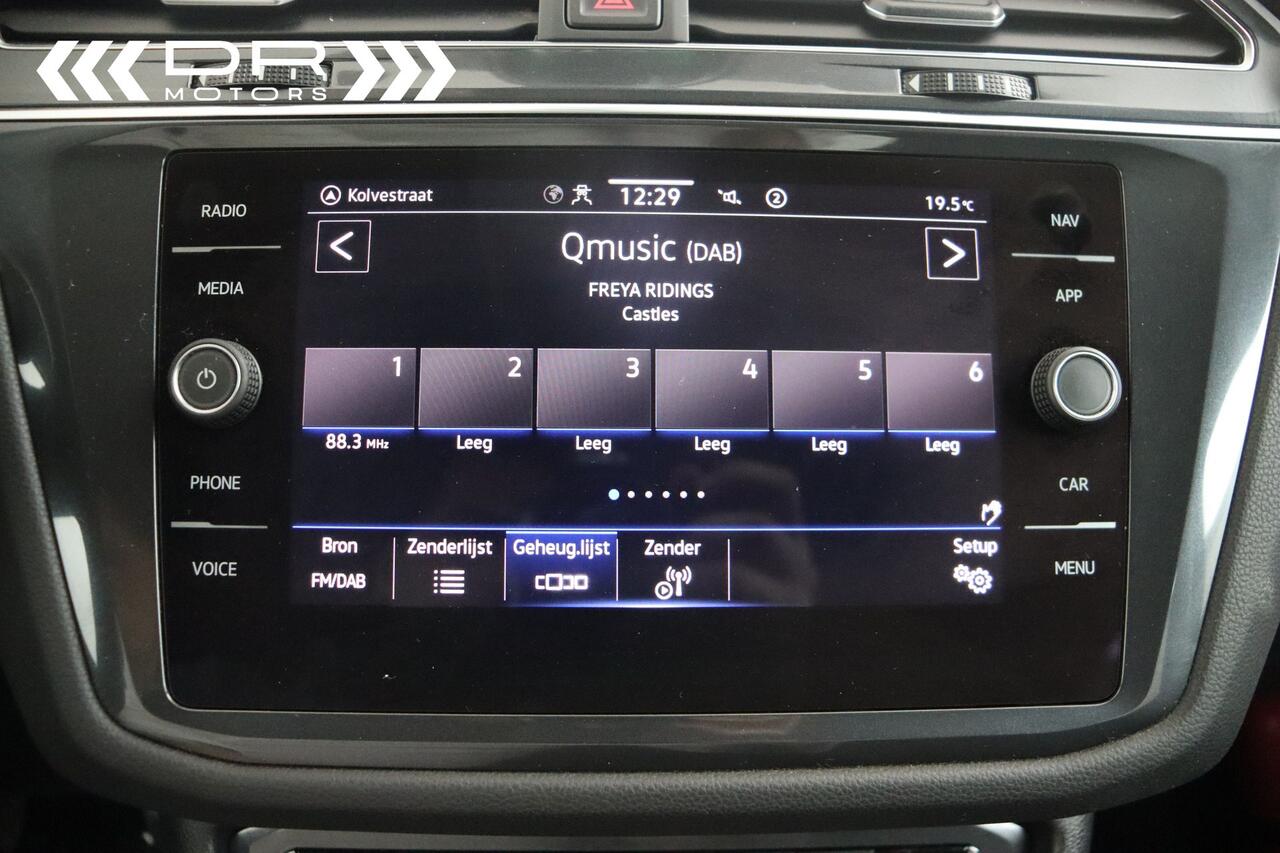 DR
MOTORS
Kolvestraat 12:29 2 19.5°C
RADIO
MEDIA
PHONE
VOICE
Qmusic (DAB)
FREYA RIDINGS
Castles
1 2 3 4 5 6
88.3 MHz Leeg Leeg Leeg Leeg Leeg
Bron Zenderlijst Geheug.lijst Zender Setup
FM/DAB
NAV
APP
CAR
MENU